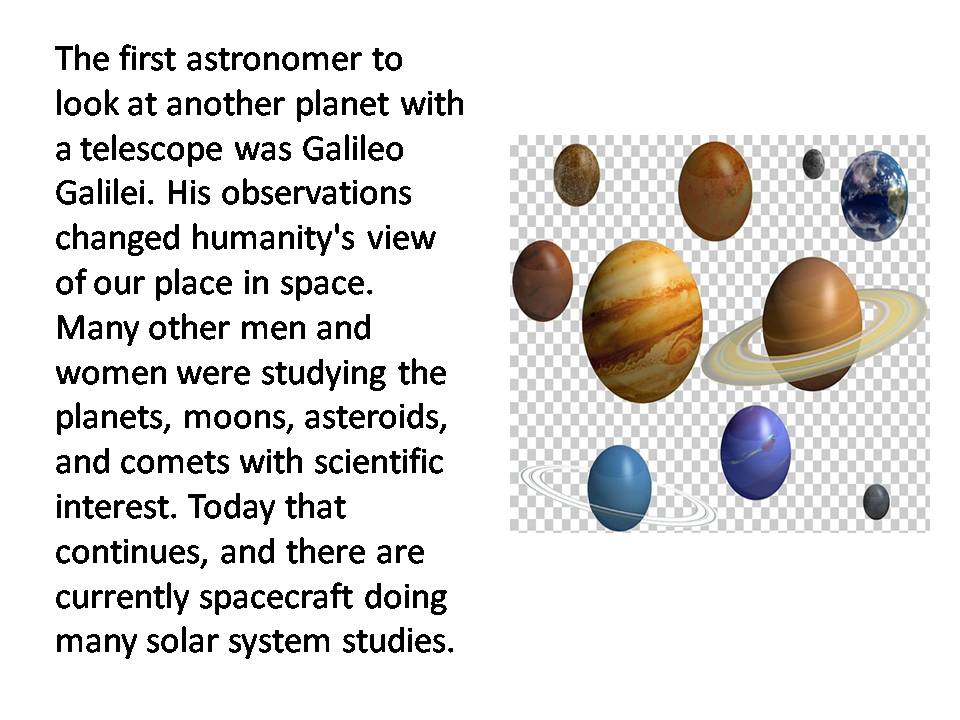 The first astronomer to
look at another planet with
a telescope was Galileo
Galilei. His observations
changed humanity's view
of our place in space.
Many other men and
women were studying the
planets, moons, asteroids,
and comets with scientific
interest. Today that
continues, and there are
currently spacecraft doing
many solar system studies.